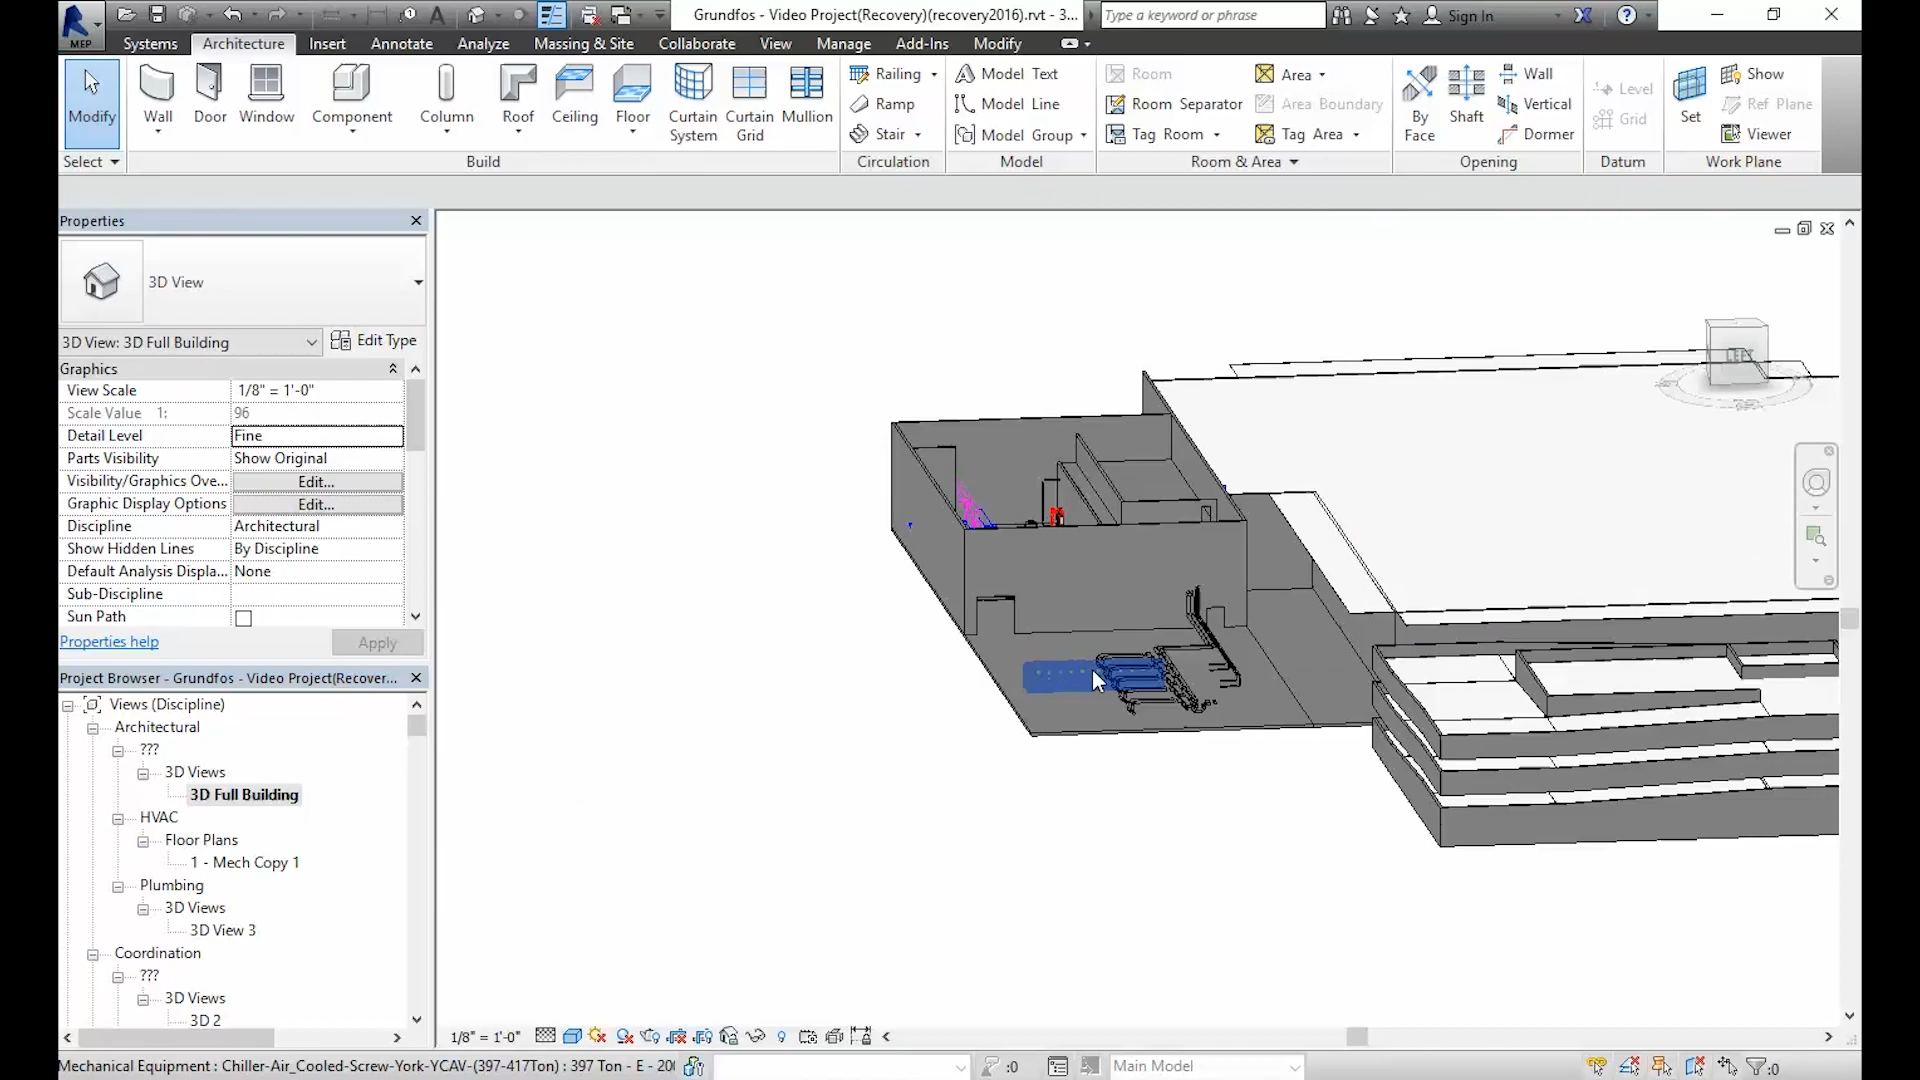 Grundfos - Video Project(Recovery)(recovery2016).rvt - 3...
Type a keyword or phrase
Sign In
MEP
Systems
Architecture
Insert
Annotate
Analyze
Massing & Site
Collaborate
View
Manage
Add-Ins
Modify
Modify
Wall
Door
Window
Component
Column
Roof
Ceiling
Floor
Curtain System
Curtain Grid
Mullion
Railing
Ramp
Stair
Model Text
Model Line
Model Group
Room
Room Separator
Tag Room
Area
Area Boundary
Tag Area
By Face
Shaft
Wall
Vertical
Dormer
Level
Grid
Set
Show
Ref Plane
Viewer
Select
Build
Circulation
Model
Room & Area
Opening
Datum
Work Plane
Properties
3D View
3D View: 3D Full Building
Edit Type
Graphics
View Scale 1/8" = 1'-0"
Scale Value 1: 96
Detail Level Fine
Parts Visibility Show Original
Visibility/Graphics Ove... Edit...
Graphic Display Options Edit...
Discipline Architectural
Show Hidden Lines By Discipline
Default Analysis Displa... None
Sub-Discipline
Sun Path
Properties help
Apply
Project Browser - Grundfos - Video Project(Recover...
Views (Discipline)
Architectural
???
3D Views
3D Full Building
HVAC
Floor Plans
1 - Mech Copy 1
Plumbing
3D Views
3D View 3
Coordination
???
3D Views
3D 2
1/8" = 1'-0"
Mechanical Equipment : Chiller-Air_Cooled-Screw-York-YCAV-(397-417Ton) : 397 Ton - E - 20
:0
Main Model
:0